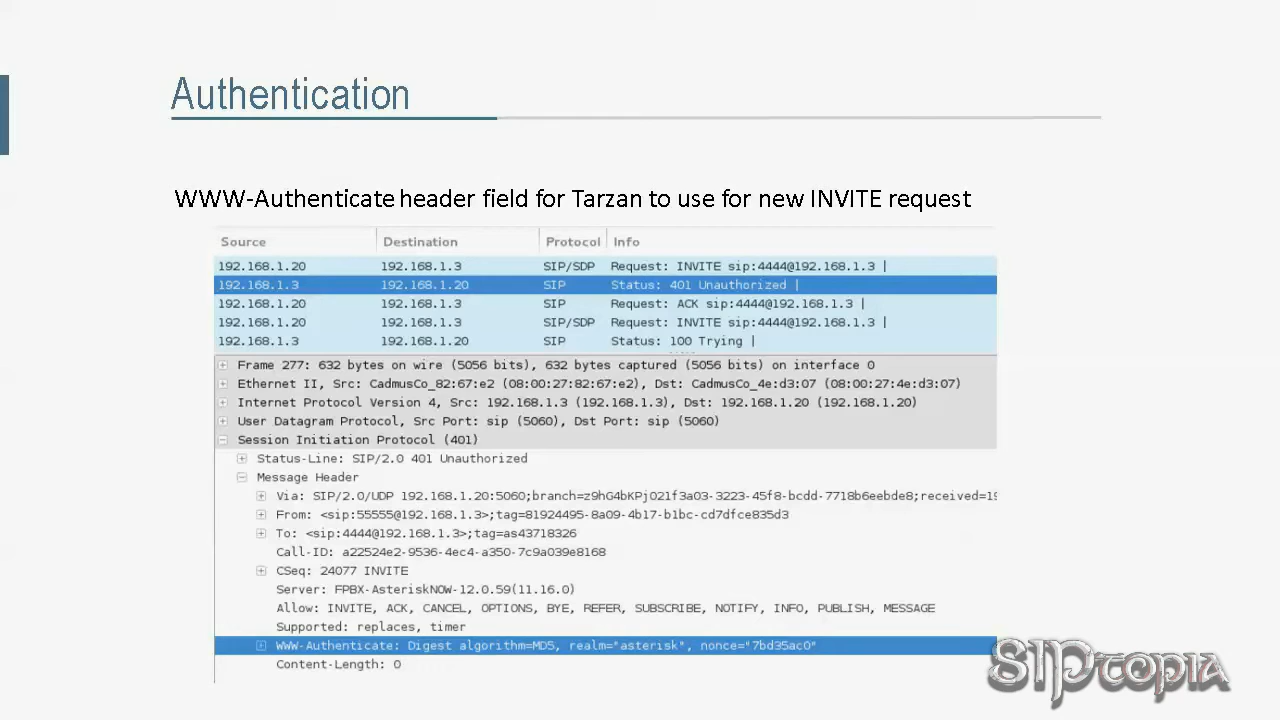 Authentication
WWW-Authenticate header field for Tarzan to use for new INVITE request
Source Destination Protocol Info
192.168.1.20 192.168.1.3 SIP/SDP Request: INVITE sip:4444@192.168.1.3 |
192.168.1.3 192.168.1.20 SIP Status: 401 Unauthorized |
192.168.1.20 192.168.1.3 SIP Request: ACK sip:4444@192.168.1.3 |
192.168.1.20 192.168.1.3 SIP/SDP Request: INVITE sip:4444@192.168.1.3 |
192.168.1.3 192.168.1.20 SIP Status: 100 Trying |
Frame 277: 632 bytes on wire (5056 bits), 632 bytes captured (5056 bits) on interface 0
Ethernet II, Src: CadmusCo_82:67:e2 (08:00:27:82:67:e2), Dst: CadmusCo_4e:d3:07 (08:00:27:4e:d3:07)
Internet Protocol Version 4, Src: 192.168.1.3 (192.168.1.3), Dst: 192.168.1.20 (192.168.1.20)
User Datagram Protocol, Src Port: sip (5060), Dst Port: sip (5060)
Session Initiation Protocol (401)
Status-Line: SIP/2.0 401 Unauthorized
Message Header
Via: SIP/2.0/UDP 192.168.1.20:5060;branch=z9hG4bKPj021f3a03-3223-45f8-bcdd-7718b6eebde8;received=19
From: <sip:55555@192.168.1.3>;tag=81924495-8a09-4b17-b1bc-cd7dfce835d3
To: <sip:4444@192.168.1.3>;tag=as43718326
Call-ID: a22524e2-9536-4ec4-a350-7c9a039e8168
CSeq: 24077 INVITE
Server: FPBX-AsteriskNOW-12.0.59(11.16.0)
Allow: INVITE, ACK, CANCEL, OPTIONS, BYE, REFER, SUBSCRIBE, NOTIFY, INFO, PUBLISH, MESSAGE
Supported: replaces, timer
WWW-Authenticate: Digest algorithm=MD5, realm="asterisk", nonce="7bd35ac0"
Content-Length: 0
SIPtopia